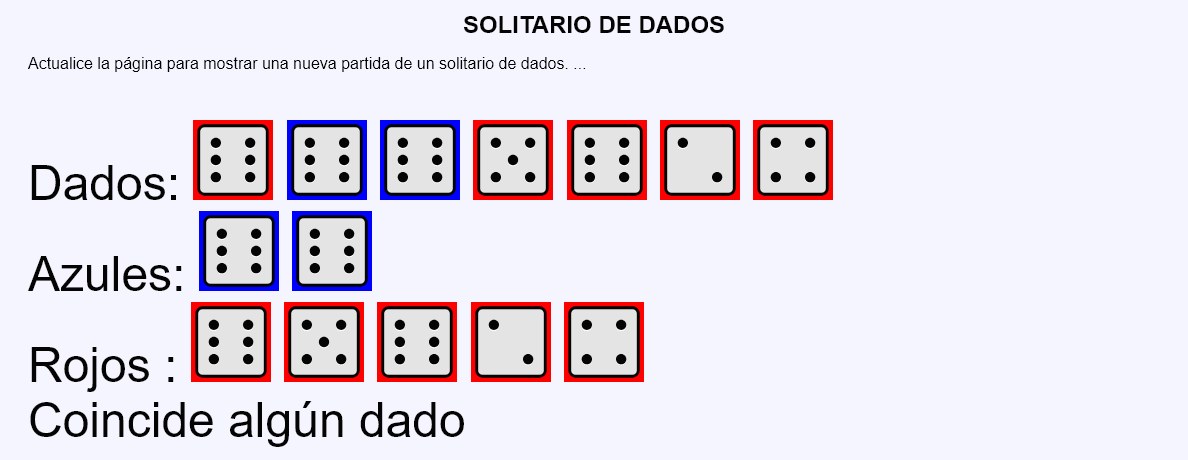 SOLITARIO DE DADOS
Actualice la página para mostrar una nueva partida de un solitario de dados. ...
Dados:
Azules:
Rojos :
Coincide algún dado